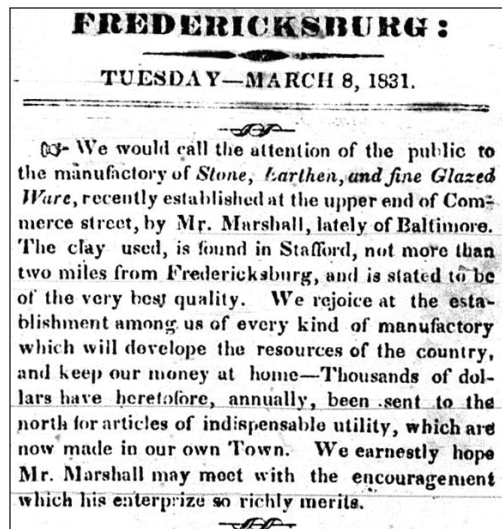 FREDERICKSBURG:
TUESDAY—MARCH 8, 1831.
☞ We would call the attention of the public to
the manufactory of Stone, Earthen, and fine Glazed
Ware, recently established at the upper end of Com-
merce street, by Mr. Marshall, lately of Baltimore.
The clay used, is found in Stafford, not more than
two miles from Fredericksburg, and is stated to be
of the very best quality. We rejoice at the esta-
blishment among us of every kind of manufactory
which will develope the resources of the country,
and keep our money at home—Thousands of dol-
lars have heretofore, annually, been sent to the
north for articles of indispensable utility, which are
now made in our own Town. We earnestly hope
Mr. Marshall may meet with the encouragement
which his enterprize so richly merits.